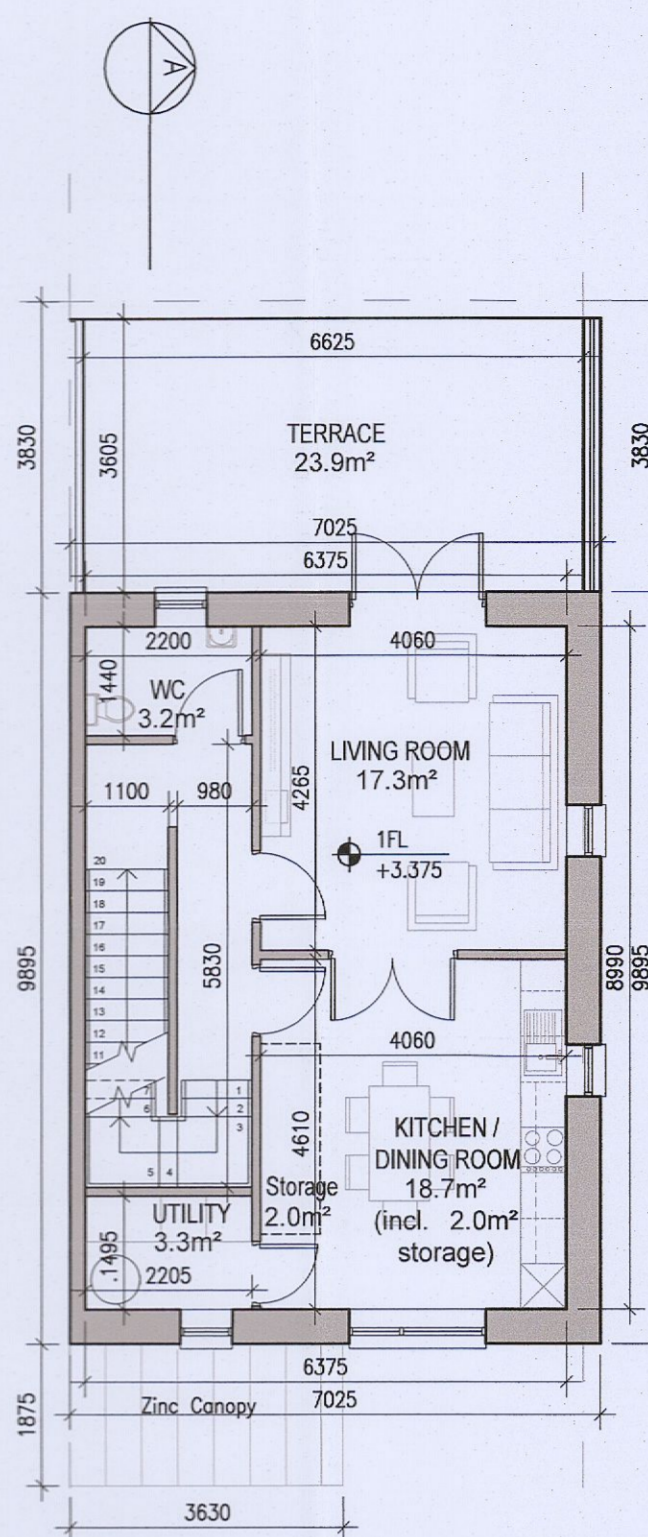 A
6625
TERRACE
23.9m²
3830
3605
3830
7025
6375
2200
4060
1440
WC
3.2m²
LIVING ROOM
17.3m²
1100
980
4265
1FL
+3.375
20
19
18
17
16
15
14
13
12
11
9895
5830
8990
9895
4060
7
6
1
2
3
5
4
4610
KITCHEN /
DINING ROOM
18.7m²
(incl. 2.0m²
storage)
Storage
2.0m²
UTILITY
3.3m²
.1495
2205
6375
7025
Zinc Canopy
1875
3630